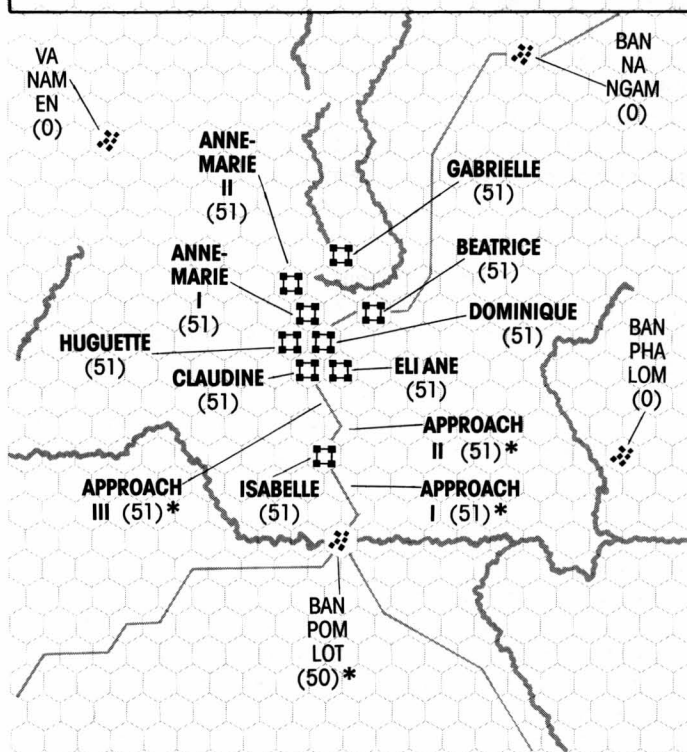 VA
NAM
EN
(0)
BAN
NA
NGAM
(0)
ANNE-
MARIE
II
(51)
GABRIELLE
(51)
ANNE-
MARIE
I
(51)
BEATRICE
(51)
HUGUETTE
(51)
DOMINIQUE
(51)
BAN
PHA
LOM
(0)
CLAUDINE
(51)
ELI ANE
(51)
APPROACH
II (51)*
APPROACH
III (51)*
ISABELLE
(51)
APPROACH
I (51)*
BAN
POM
LOT
(50)*